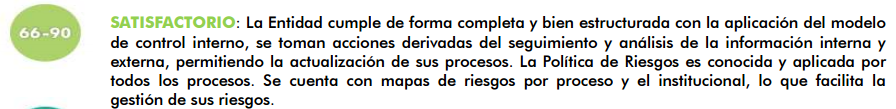 66-90
SATISFACTORIO: La Entidad cumple de forma completa y bien estructurada con la aplicación del modelo
de control interno, se toman acciones derivadas del seguimiento y análisis de la información interna y
externa, permitiendo la actualización de sus procesos. La Política de Riesgos es conocida y aplicada por
todos los procesos. Se cuenta con mapas de riesgos por proceso y el institucional, lo que facilita la
gestión de sus riesgos.